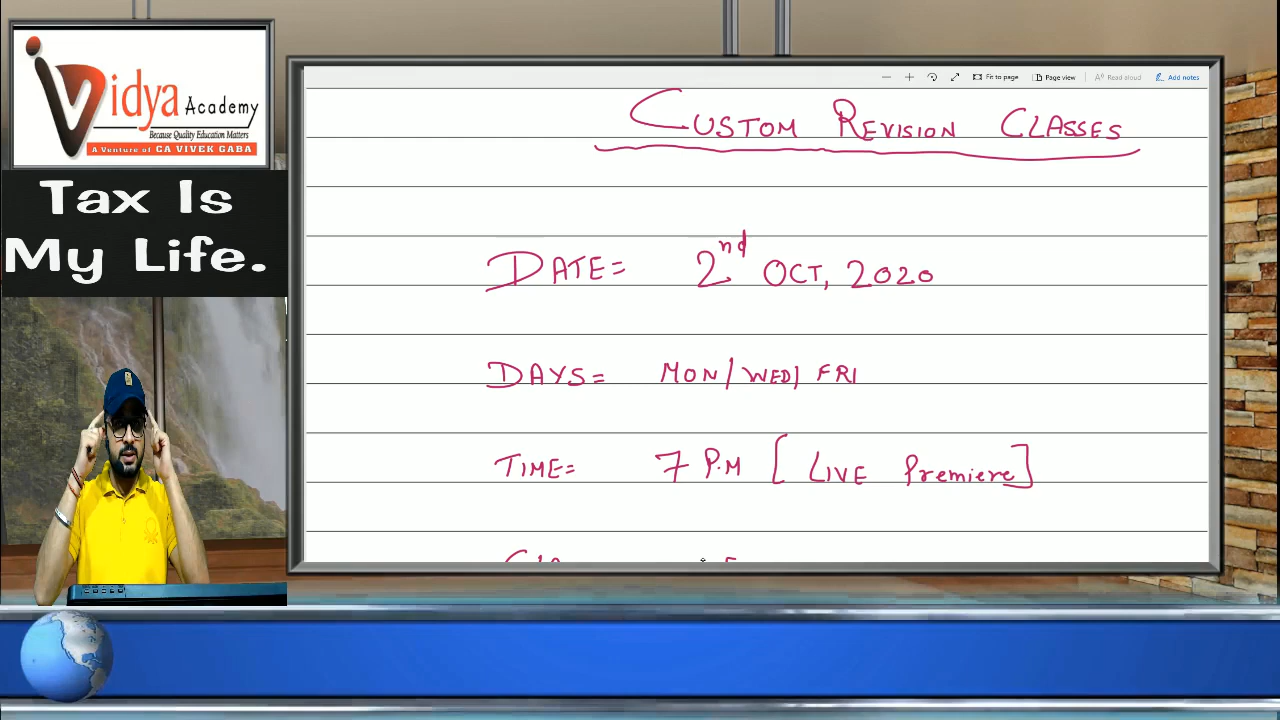 Vidya Academy
Because Quality Education Matters
A Venture of CA VIVEK GABA
Tax Is
My Life.
Fit to page
Page view
Read aloud
Add notes
CUSTOM REVISION CLASSES
DATE= 2nd OCT, 2020
DAYS= MON/WED/ FRI
TIME= 7 P.M [LIVE Premiere]